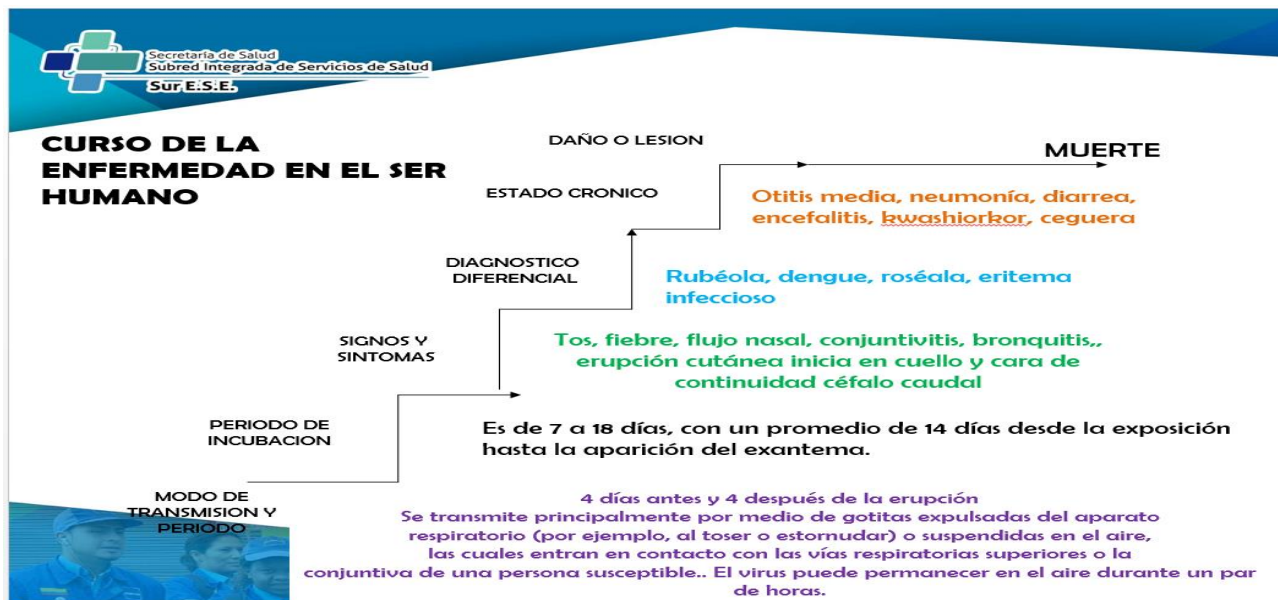 Secretaría de Salud
Subred Integrada de Servicios de Salud
Sur E.S.E.
CURSO DE LA
ENFERMEDAD EN EL SER
HUMANO
DAÑO O LESION
MUERTE
ESTADO CRONICO
Otitis media, neumonía, diarrea,
encefalitis, kwashiorkor, ceguera
DIAGNOSTICO
DIFERENCIAL
Rubéola, dengue, roséala, eritema
infeccioso
SIGNOS Y
SINTOMAS
Tos, fiebre, flujo nasal, conjuntivitis, bronquitis,,
erupción cutánea inicia en cuello y cara de
continuidad céfalo caudal
PERIODO DE
INCUBACION
Es de 7 a 18 días, con un promedio de 14 días desde la exposición
hasta la aparición del exantema.
MODO DE
TRANSMISION Y
PERIODO
4 días antes y 4 después de la erupción
Se transmite principalmente por medio de gotitas expulsadas del aparato
respiratorio (por ejemplo, al toser o estornudar) o suspendidas en el aire,
las cuales entran en contacto con las vías respiratorias superiores o la
conjuntiva de una persona susceptible.. El virus puede permanecer en el aire durante un par
de horas.